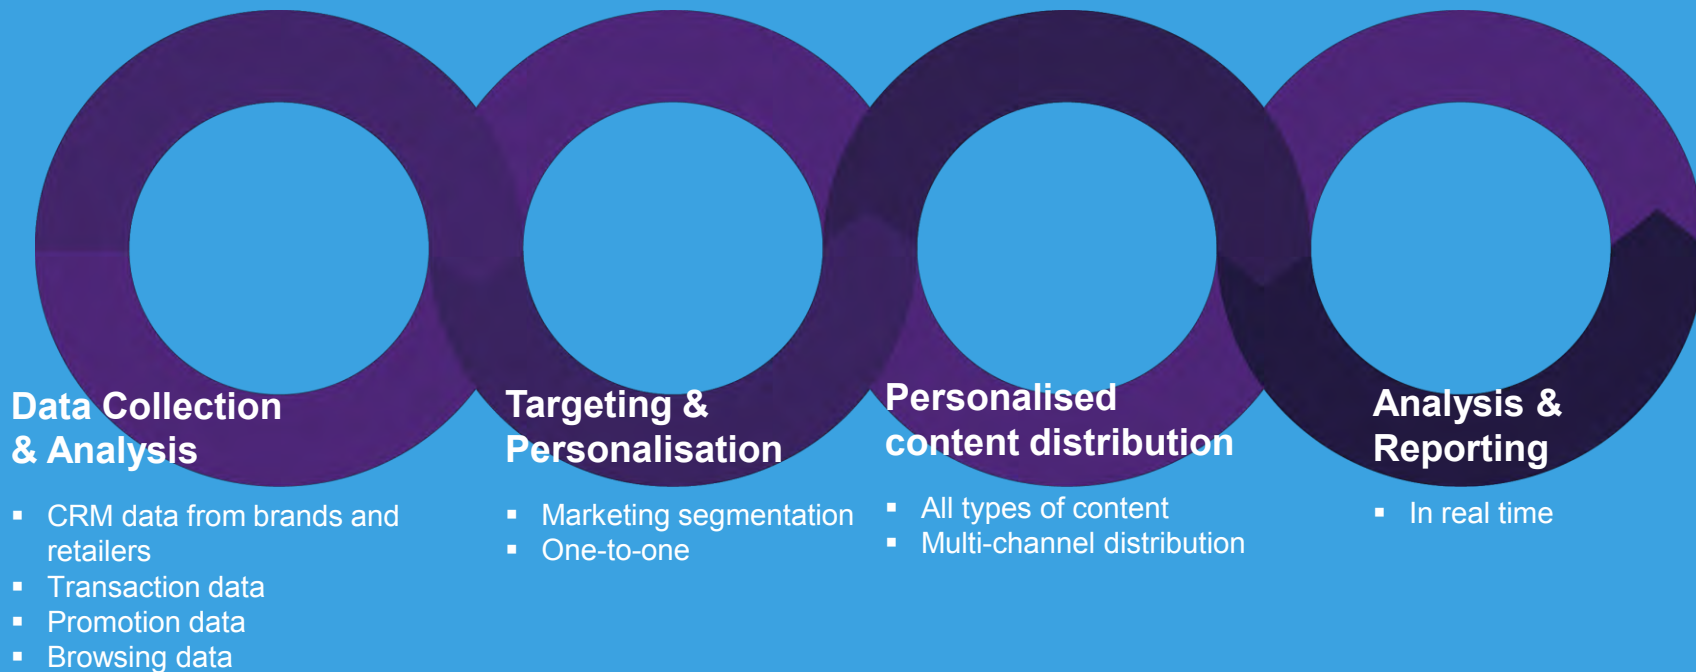 Data Collection
& Analysis
▪ CRM data from brands and
retailers
▪ Transaction data
▪ Promotion data
▪ Browsing data
Targeting &
Personalisation
▪ Marketing segmentation
▪ One-to-one
Personalised
content distribution
▪ All types of content
▪ Multi-channel distribution
Analysis &
Reporting
▪ In real time